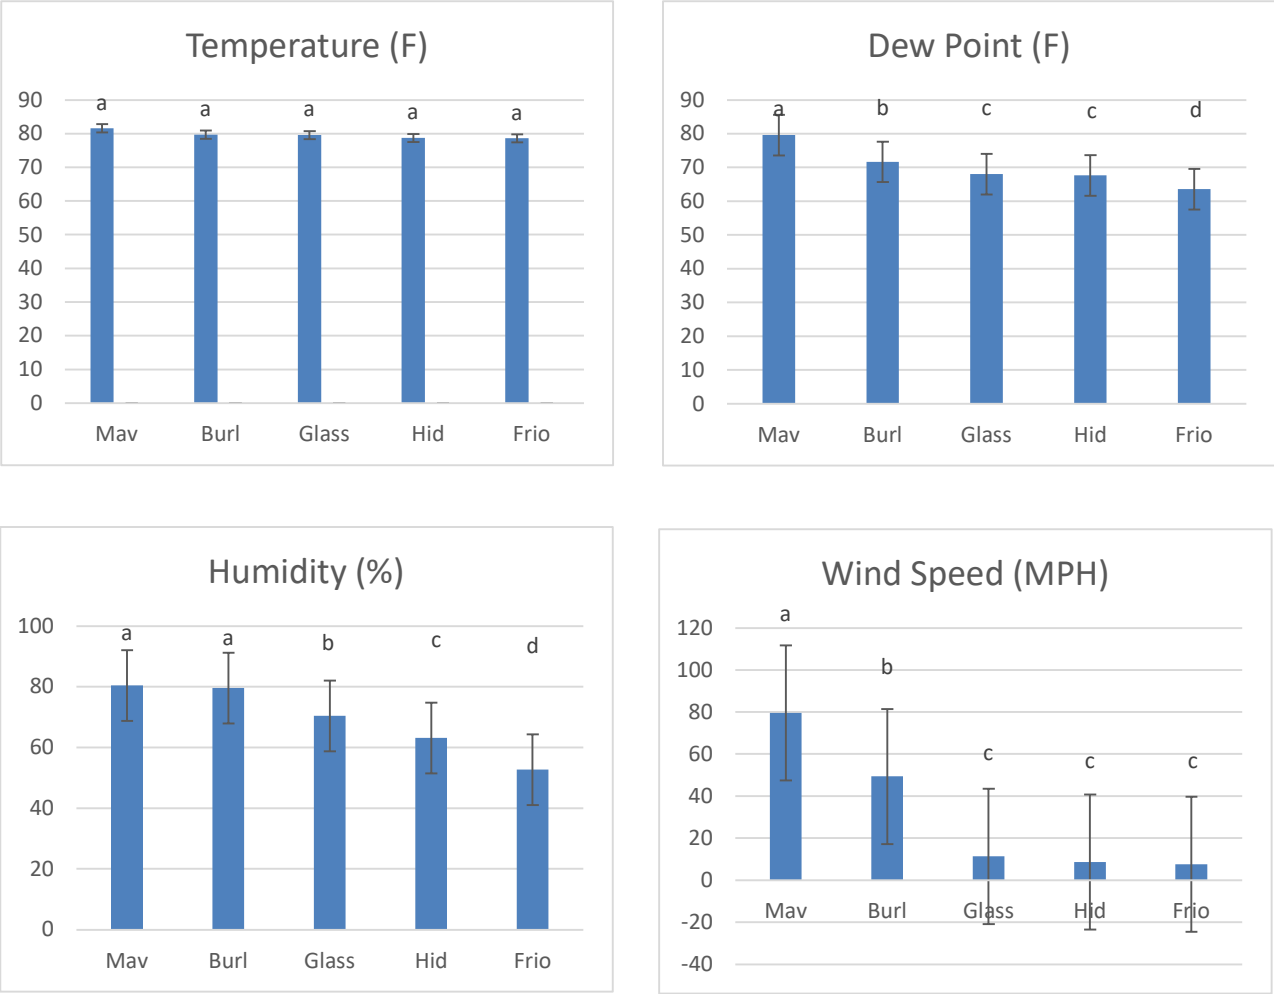 Temperature (F)
a a a a a
90
80
70
60
50
40
30
20
10
0
Mav Burl Glass Hid Frio
Dew Point (F)
a b c c d
90
80
70
60
50
40
30
20
10
0
Mav Burl Glass Hid Frio
Humidity (%)
a a b c d
100
80
60
40
20
0
Mav Burl Glass Hid Frio
Wind Speed (MPH)
a
b
c c c
120
100
80
60
40
20
0
-20
-40
Mav Burl Glass Hid Frio